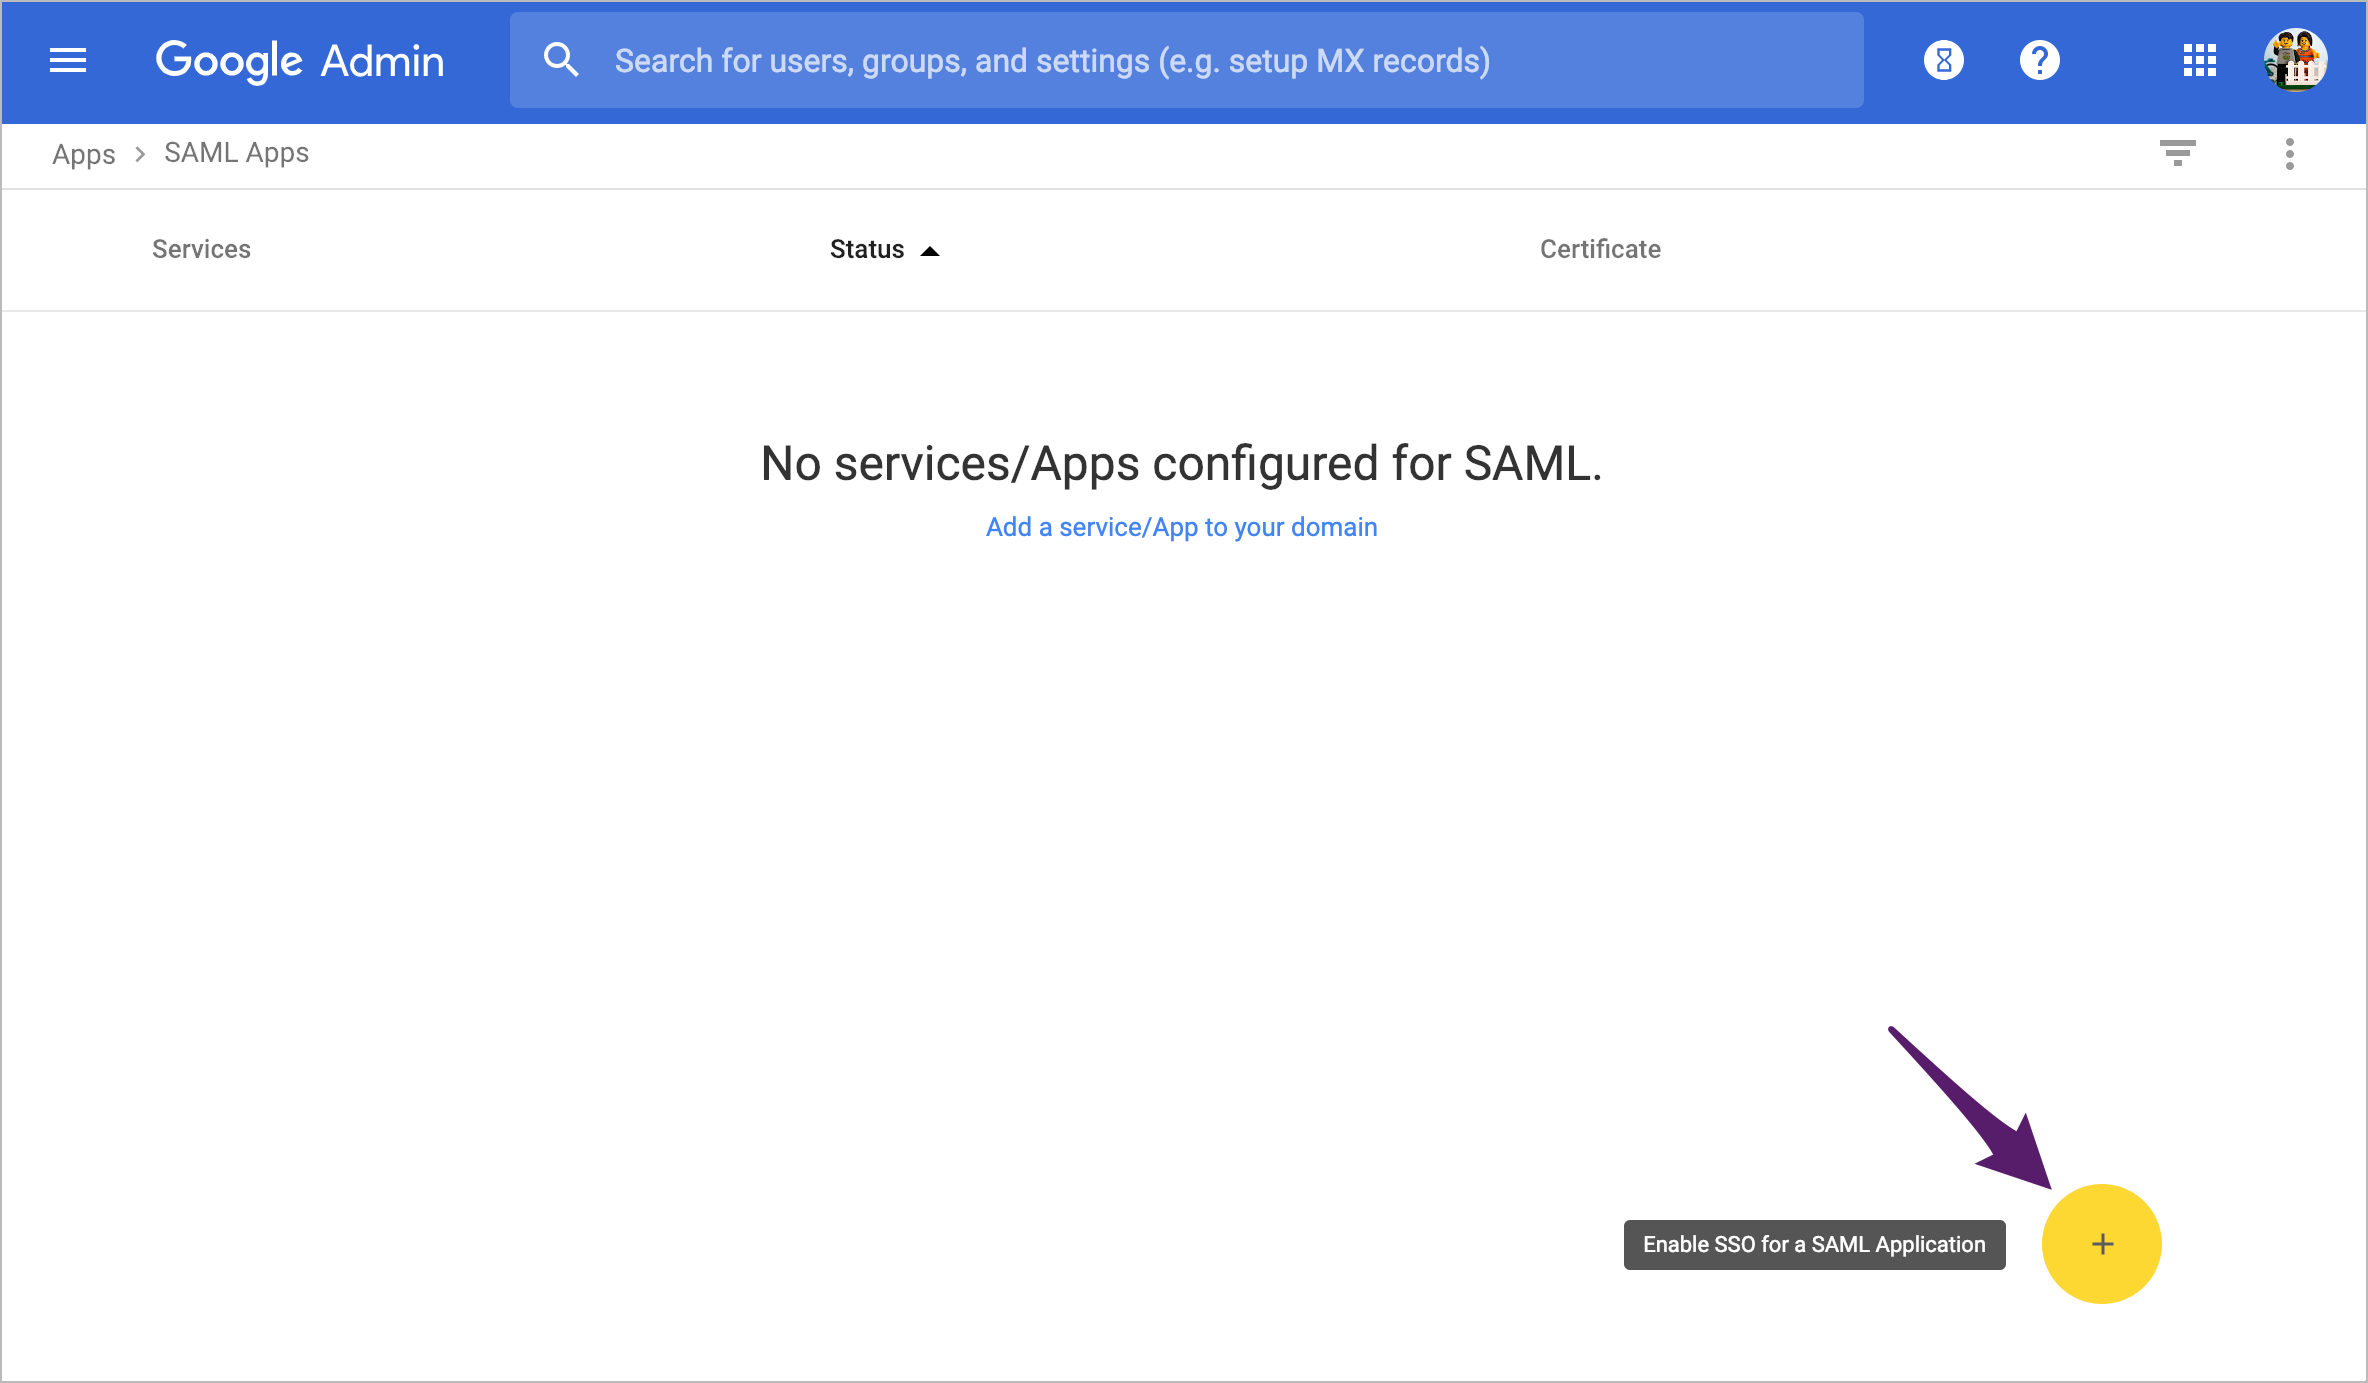 Google Admin
Search for users, groups, and settings (e.g. setup MX records)
Apps > SAML Apps
Services Status Certificate
No services/Apps configured for SAML.
Add a service/App to your domain
Enable SSO for a SAML Application